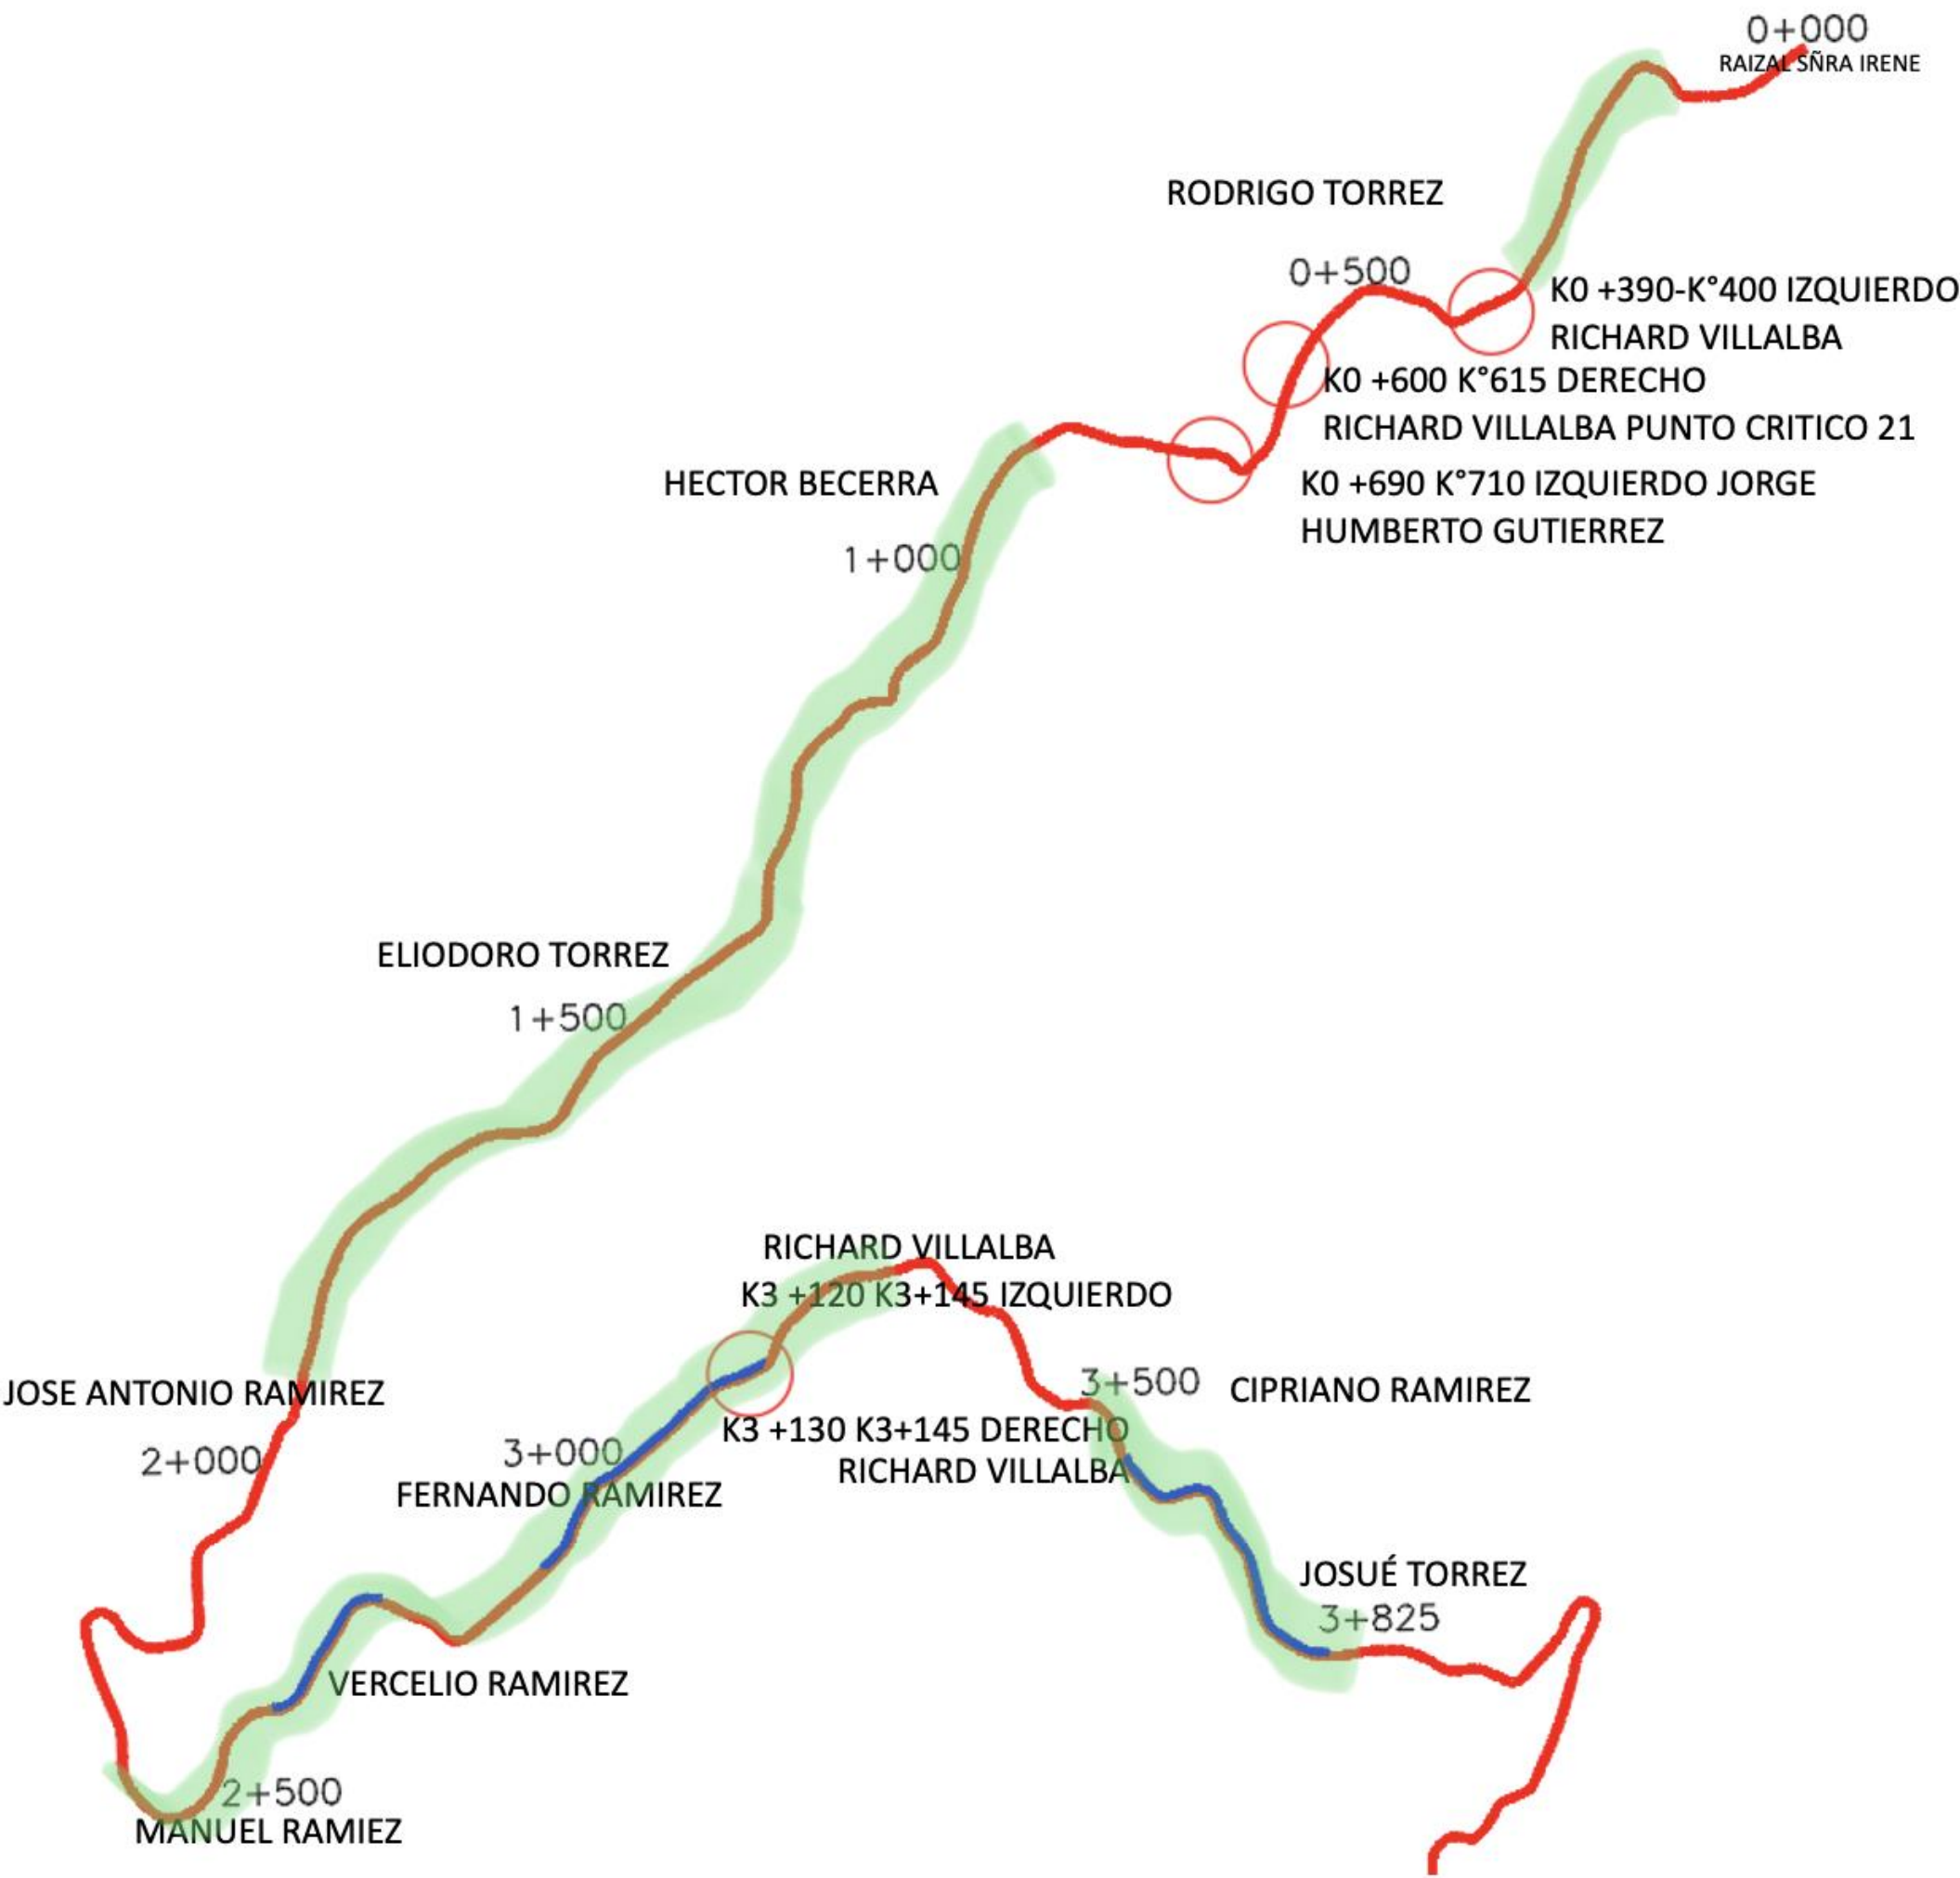 0+000
RAIZAL SÑRA IRENE
RODRIGO TORREZ
0+500
K0 +390-K°400 IZQUIERDO
RICHARD VILLALBA
K0 +600 K°615 DERECHO
RICHARD VILLALBA PUNTO CRITICO 21
HECTOR BECERRA
K0 +690 K°710 IZQUIERDO JORGE
HUMBERTO GUTIERREZ
1+000
ELIODORO TORREZ
1+500
RICHARD VILLALBA
K3 +120 K3+145 IZQUIERDO
JOSE ANTONIO RAMIREZ
3+500
CIPRIANO RAMIREZ
K3 +130 K3+145 DERECHO
RICHARD VILLALBA
2+000
3+000
FERNANDO RAMIREZ
JOSUÉ TORREZ
3+825
VERCELIO RAMIREZ
2+500
MANUEL RAMIEZ